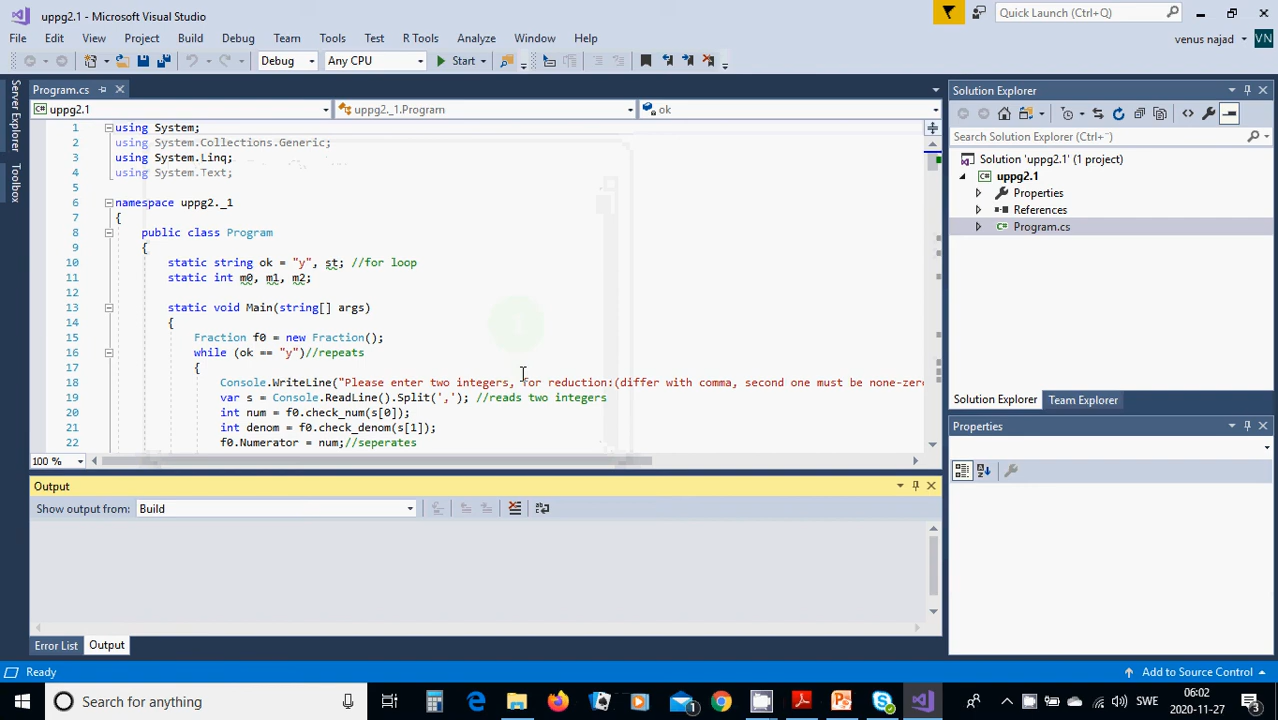 uppg2.1 - Microsoft Visual Studio
Quick Launch (Ctrl+Q)
File Edit View Project Build Debug Team Tools Test R Tools Analyze Window Help
venus najad VN
Debug Any CPU Start
Server Explorer
Toolbox
Program.cs
uppg2.1 uppg2._1.Program ok
1 using System;
2 using System.Collections.Generic;
3 using System.Linq;
4 using System.Text;
5
6 namespace uppg2._1
7 {
8 public class Program
9 {
10 static string ok = "y", st; //for loop
11 static int m0, m1, m2;
12
13 static void Main(string[] args)
14 {
15 Fraction f0 = new Fraction();
16 while (ok == "y")//repeats
17 {
18 Console.WriteLine("Please enter two integers, for reduction:(differ with comma, second one must be none-zero
19 var s = Console.ReadLine().Split(','); //reads two integers
20 int num = f0.check_num(s[0]);
21 int denom = f0.check_denom(s[1]);
22 f0.Numerator = num;//seperates
100 %
Output
Show output from: Build
Error List Output
Solution Explorer
Search Solution Explorer (Ctrl+¨)
Solution 'uppg2.1' (1 project)
uppg2.1
Properties
References
Program.cs
Solution Explorer Team Explorer
Properties
Ready
Add to Source Control
Search for anything
1
SWE
06:02
2020-11-27
3